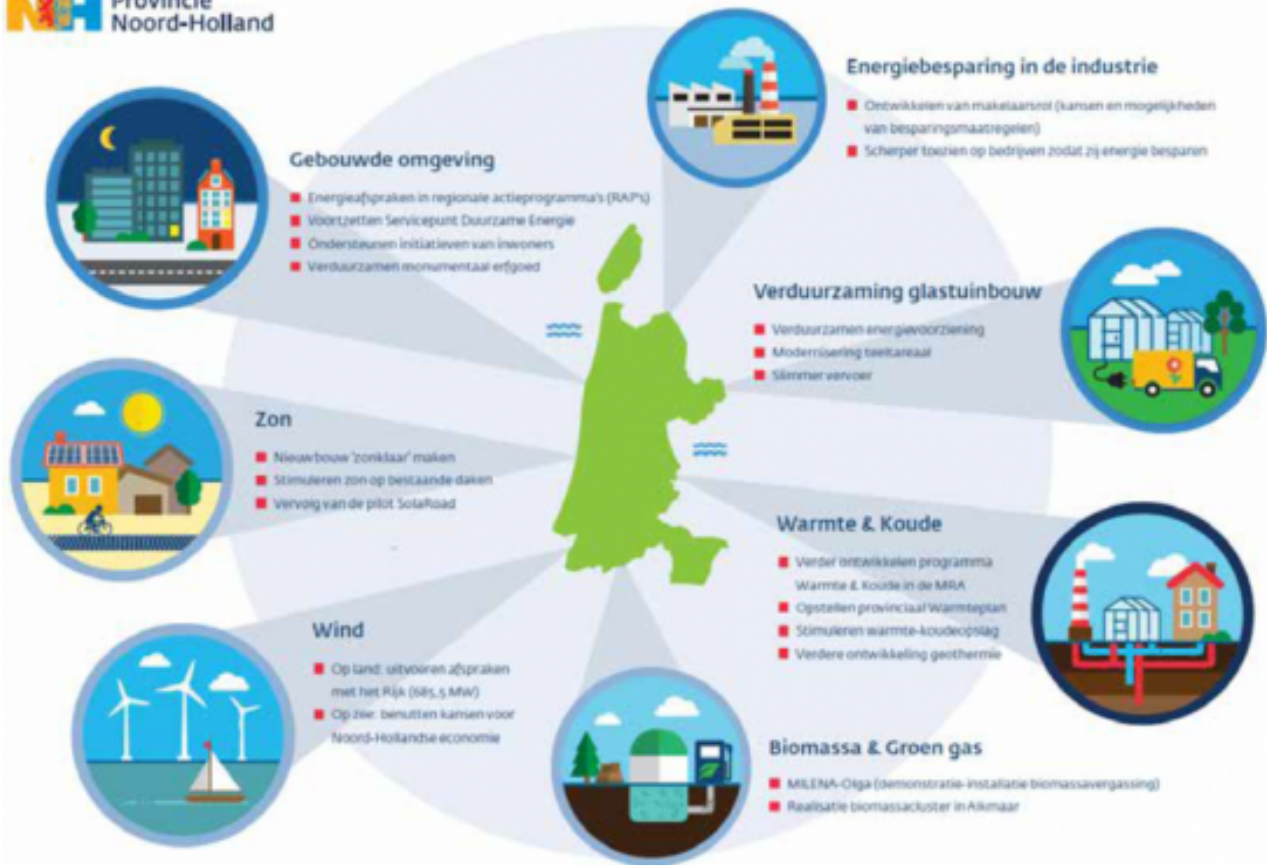 Provincie
Noord-Holland
Energiebesparing in de industrie
Ontwikkelen van makelaarsrol (kansen en mogelijkheden
van besparingsmaatregelen)
Scherper toezien op bedrijven zodat zij energie besparen
Gebouwde omgeving
Energieafspraken in regionale actieprogramma's (RAP's)
Voortzetten Servicepunt Duurzame Energie
Ondersteunen initiatieven van inwoners
Verduurzamen monumentaal erfgoed
Verduurzaming glastuinbouw
Verduurzamen energievoorziening
Modernisering teeltareaal
Slimmer vervoer
Zon
Nieuwbouw 'zonklaar' maken
Stimuleren zon op bestaande daken
Vervolg van de pilot SolaRoad
Warmte & Koude
Verder ontwikkelen programma
Warmte & Koude in de MRA
Opstellen provinciaal Warmteplan
Stimuleren warmte-koudeopslag
Verdere ontwikkeling geothermie
Wind
Op land: uitvoeren afspraken
met het Rijk (685,5 MW)
Op zee: benutten kansen voor
Noord-Hollandse economie
Biomassa & Groen gas
MILENA-Olga (demonstratie-installatie biomassavergassing)
Realisatie biomassacluster in Alkmaar